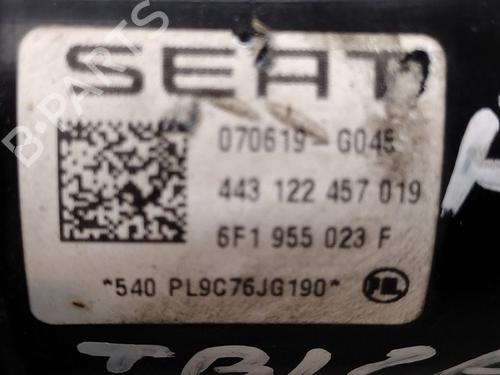 SEAT
070619-G045
443 122 457 019
6F1 955 023 F
*540 PL9C76JG190*
B-PARTS